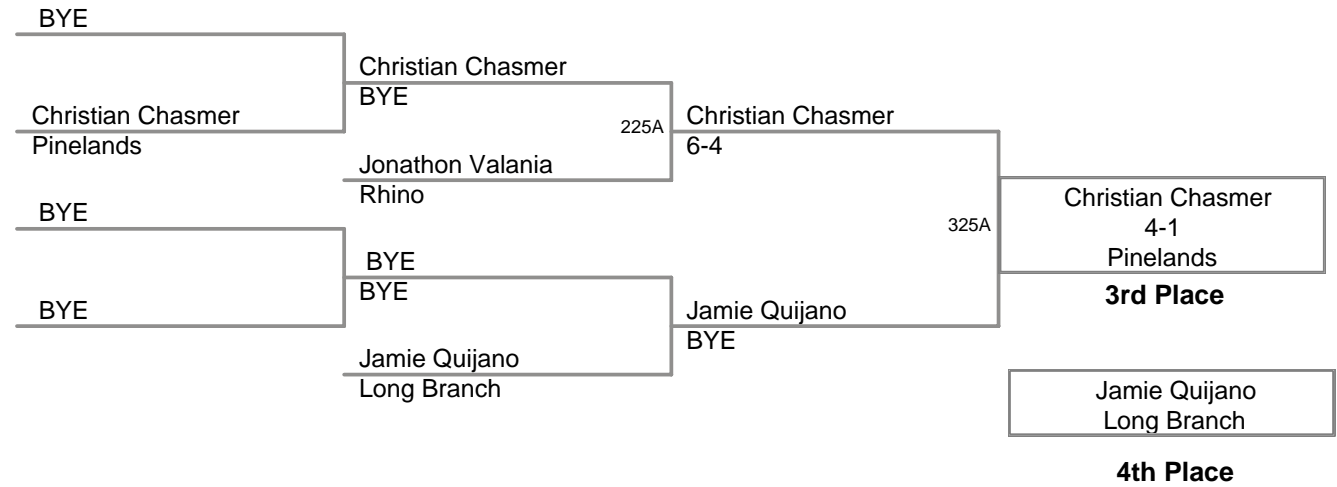 BYE
Christian Chasmer
Pinelands
BYE
BYE
Christian Chasmer
BYE
Jonathon Valania
Rhino
BYE
BYE
Jamie Quijano
Long Branch
225A
Christian Chasmer
6-4
Jamie Quijano
BYE
325A
Christian Chasmer
4-1
Pinelands
3rd Place
Jamie Quijano
Long Branch
4th Place